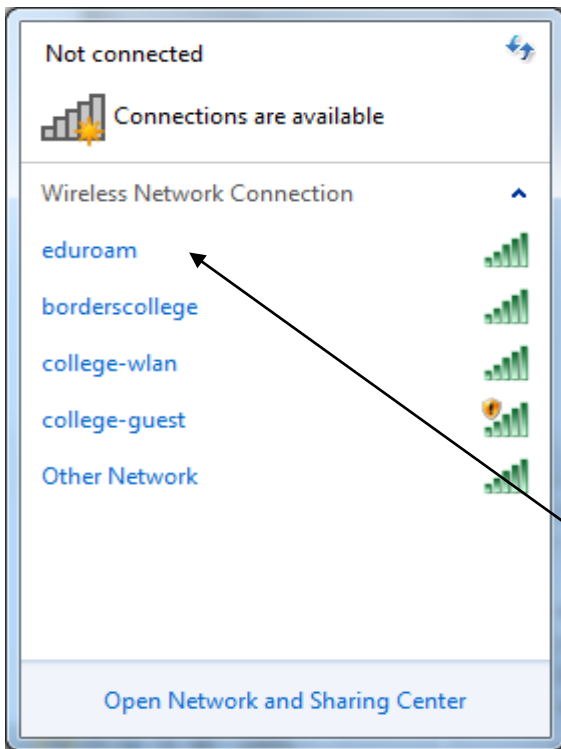 Not connected
Connections are available
Wireless Network Connection
eduroam
borderscollege
college-wlan
college-guest
Other Network
Open Network and Sharing Center